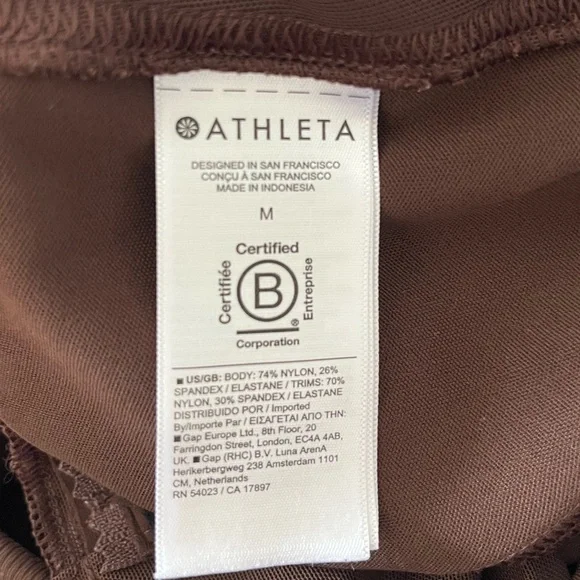 ATHLETA
DESIGNED IN SAN FRANCISCO
CONÇU À SAN FRANCISCO
MADE IN INDONESIA
M
Certified
Certifiée
B
Entreprise
®
Corporation
■ US/GB: BODY: 74% NYLON, 26%
SPANDEX / ELASTANE / TRIMS: 70%
NYLON, 30% SPANDEX / ELASTANE
DISTRIBUIDO POR / Imported
By/Importe Par / ΕΙΣΑΓΕΤΑΙ ΑΠΟ ΤΗΝ:
■ Gap Europe Ltd., 8th Floor, 20
Farringdon Street, London, EC4A 4AB,
UK. ■ Gap (RHC) B.V. Luna ArenA
Herikerbergweg 238 Amsterdam 1101
CM, Netherlands
RN 54023 / CA 17897